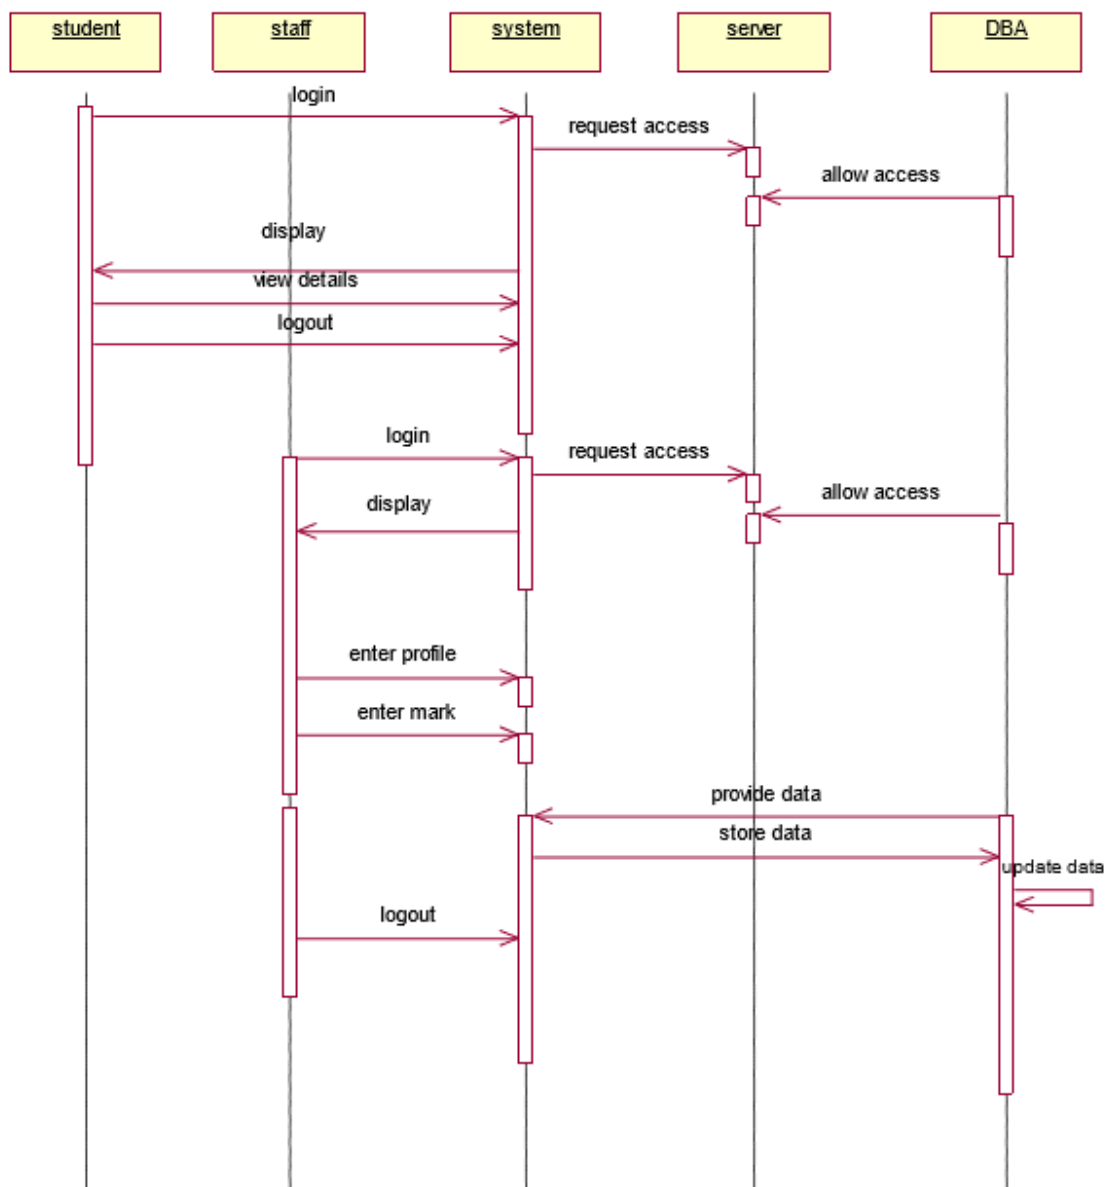 student
staff
system
server
DBA
login
request access
allow access
display
view details
logout
login
request access
allow access
display
enter profile
enter mark
provide data
store data
update data
logout